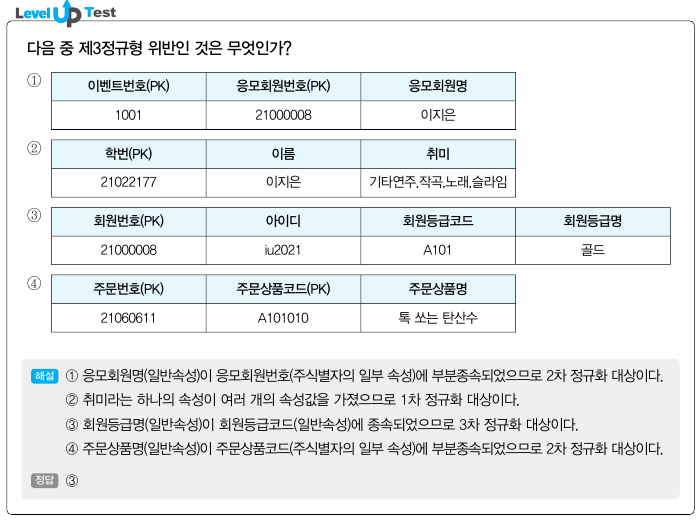 Level Up Test
다음 중 제3정규형 위반인 것은 무엇인가?
①
이벤트번호(PK) 응모회원번호(PK) 응모회원명
1001 21000008 이지은
②
학번(PK) 이름 취미
21022177 이지은 기타연주,작곡,노래,슬라임
③
회원번호(PK) 아이디 회원등급코드 회원등급명
21000008 iu2021 A101 골드
④
주문번호(PK) 주문상품코드(PK) 주문상품명
21060611 A101010 톡 쏘는 탄산수
해설 ① 응모회원명(일반속성)이 응모회원번호(주식별자의 일부 속성)에 부분종속되었으므로 2차 정규화 대상이다.
② 취미라는 하나의 속성이 여러 개의 속성값을 가졌으므로 1차 정규화 대상이다.
③ 회원등급명(일반속성)이 회원등급코드(일반속성)에 종속되었으므로 3차 정규화 대상이다.
④ 주문상품명(일반속성)이 주문상품코드(주식별자의 일부 속성)에 부분종속되었으므로 2차 정규화 대상이다.
정답 ③